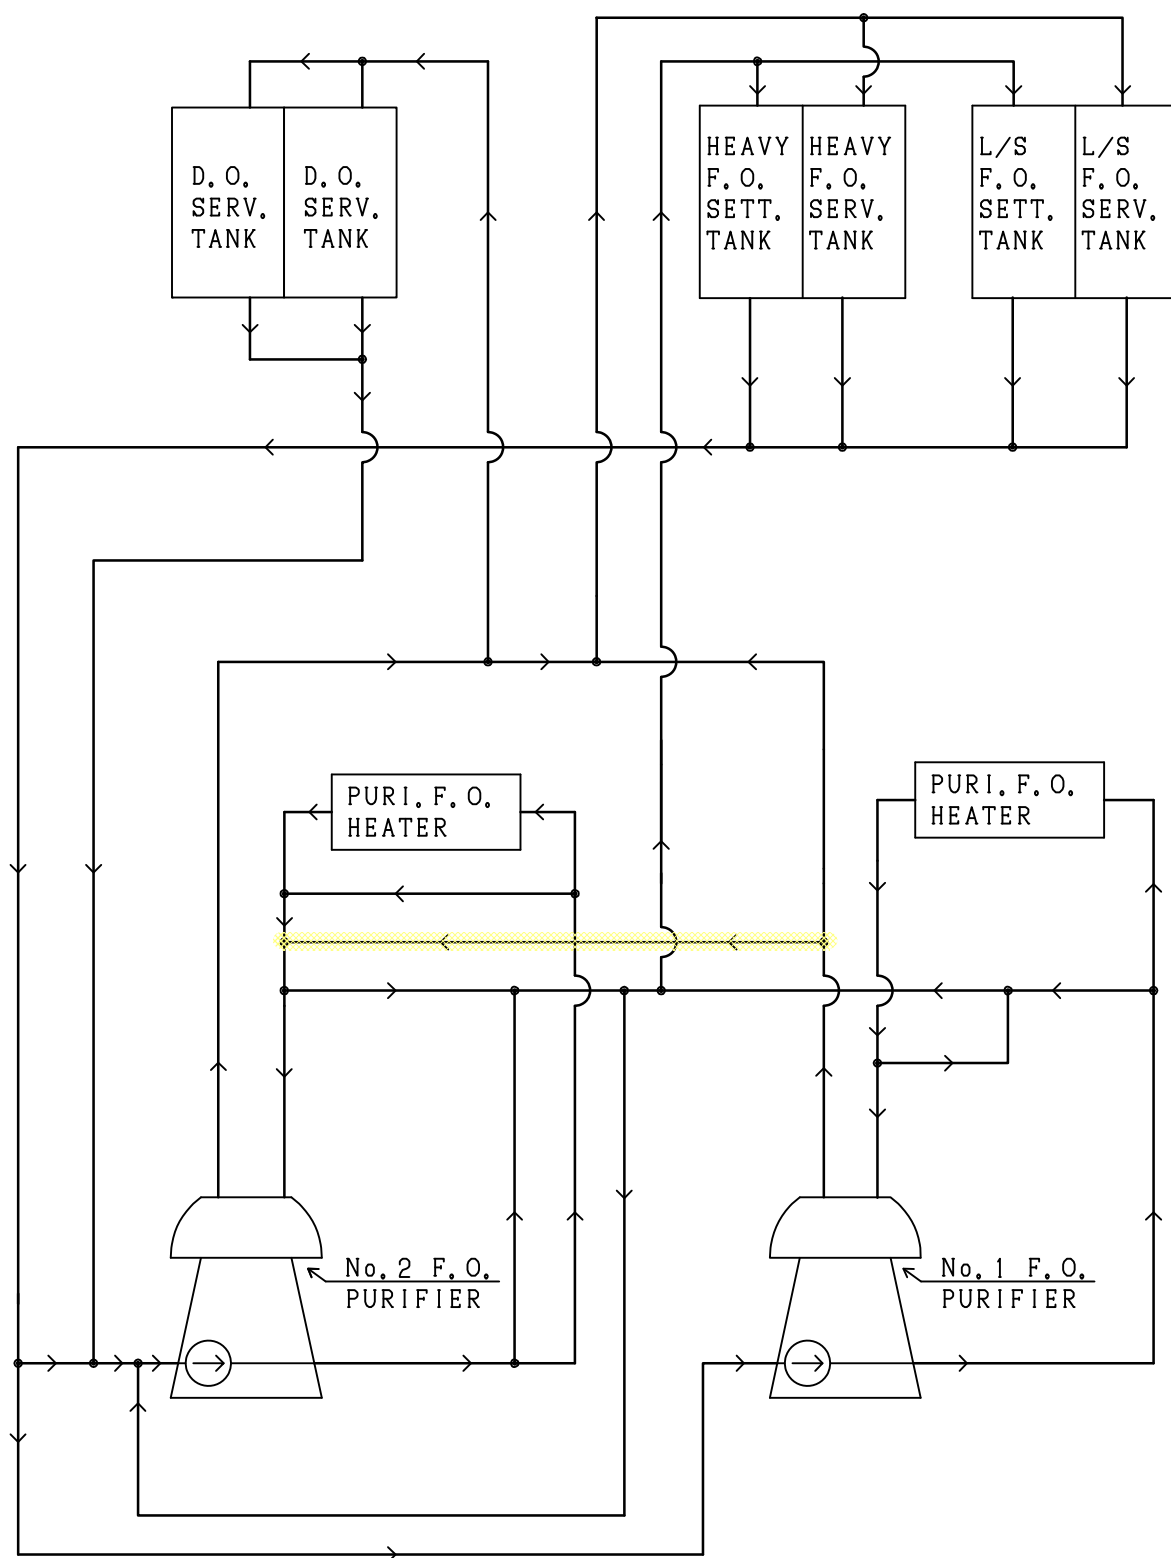 D.O.
SERV.
TANK
D.O.
SERV.
TANK
HEAVY
F.O.
SETT.
TANK
HEAVY
F.O.
SERV.
TANK
L/S
F.O.
SETT.
TANK
L/S
F.O.
SERV.
TANK
PURI.F.O.
HEATER
PURI.F.O.
HEATER
No.2 F.O.
PURIFIER
No.1 F.O.
PURIFIER